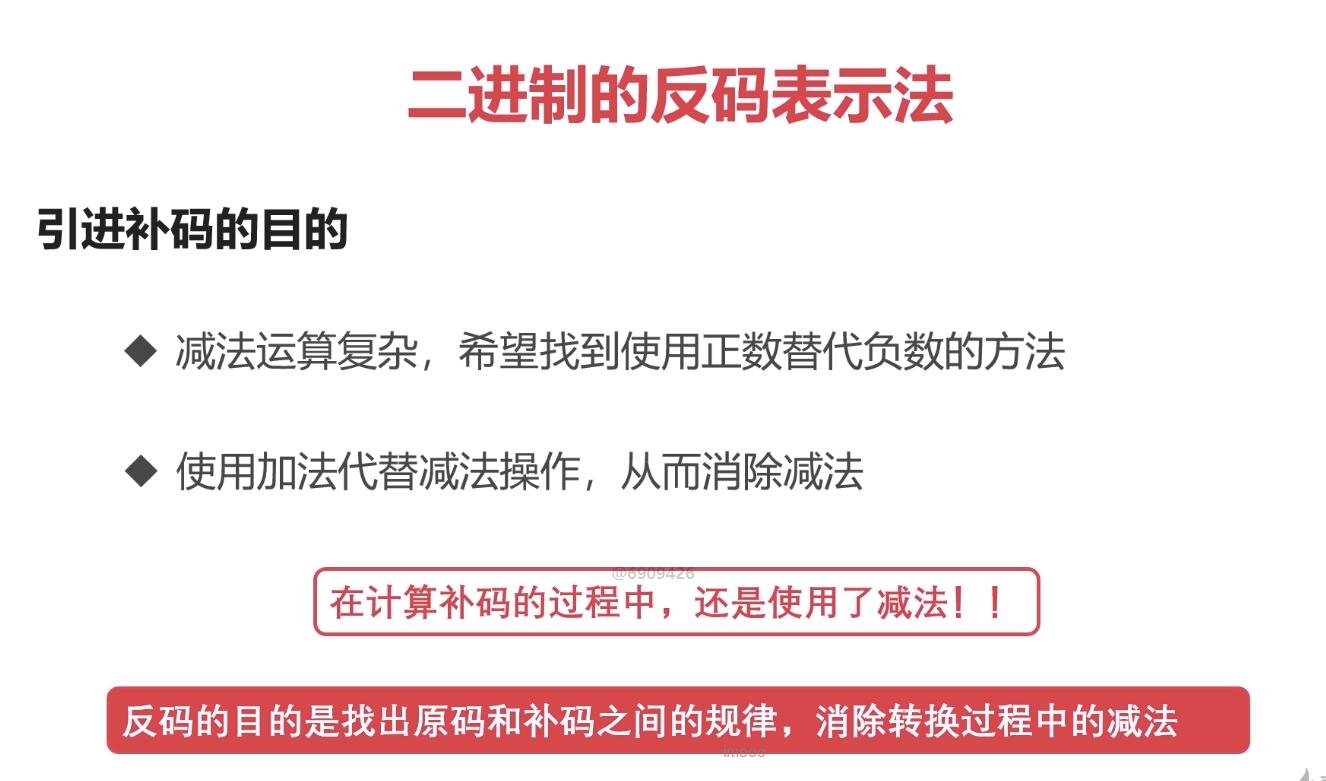 二进制的反码表示法
引进补码的目的
◆ 减法运算复杂，希望找到使用正数替代负数的方法
◆ 使用加法代替减法操作，从而消除减法
@6909426
在计算补码的过程中，还是使用了减法！！
反码的目的是找出原码和补码之间的规律，消除转换过程中的减法